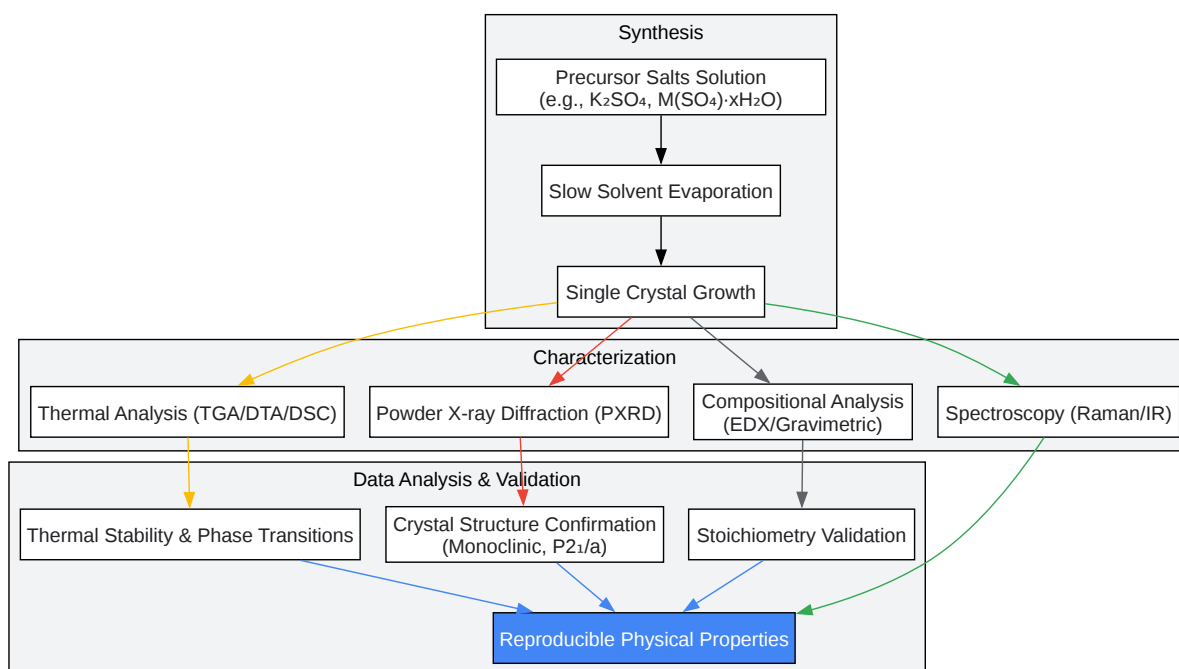 Synthesis
Precursor Salts Solution
(e.g., K₂SO₄, M(SO₄)·xH₂O)
Slow Solvent Evaporation
Single Crystal Growth
Characterization
Thermal Analysis (TGA/DTA/DSC)
Powder X-ray Diffraction (PXRD)
Compositional Analysis
(EDX/Gravimetric)
Spectroscopy (Raman/IR)
Data Analysis & Validation
Thermal Stability & Phase Transitions
Crystal Structure Confirmation
(Monoclinic, P2₁/a)
Stoichiometry Validation
Reproducible Physical Properties